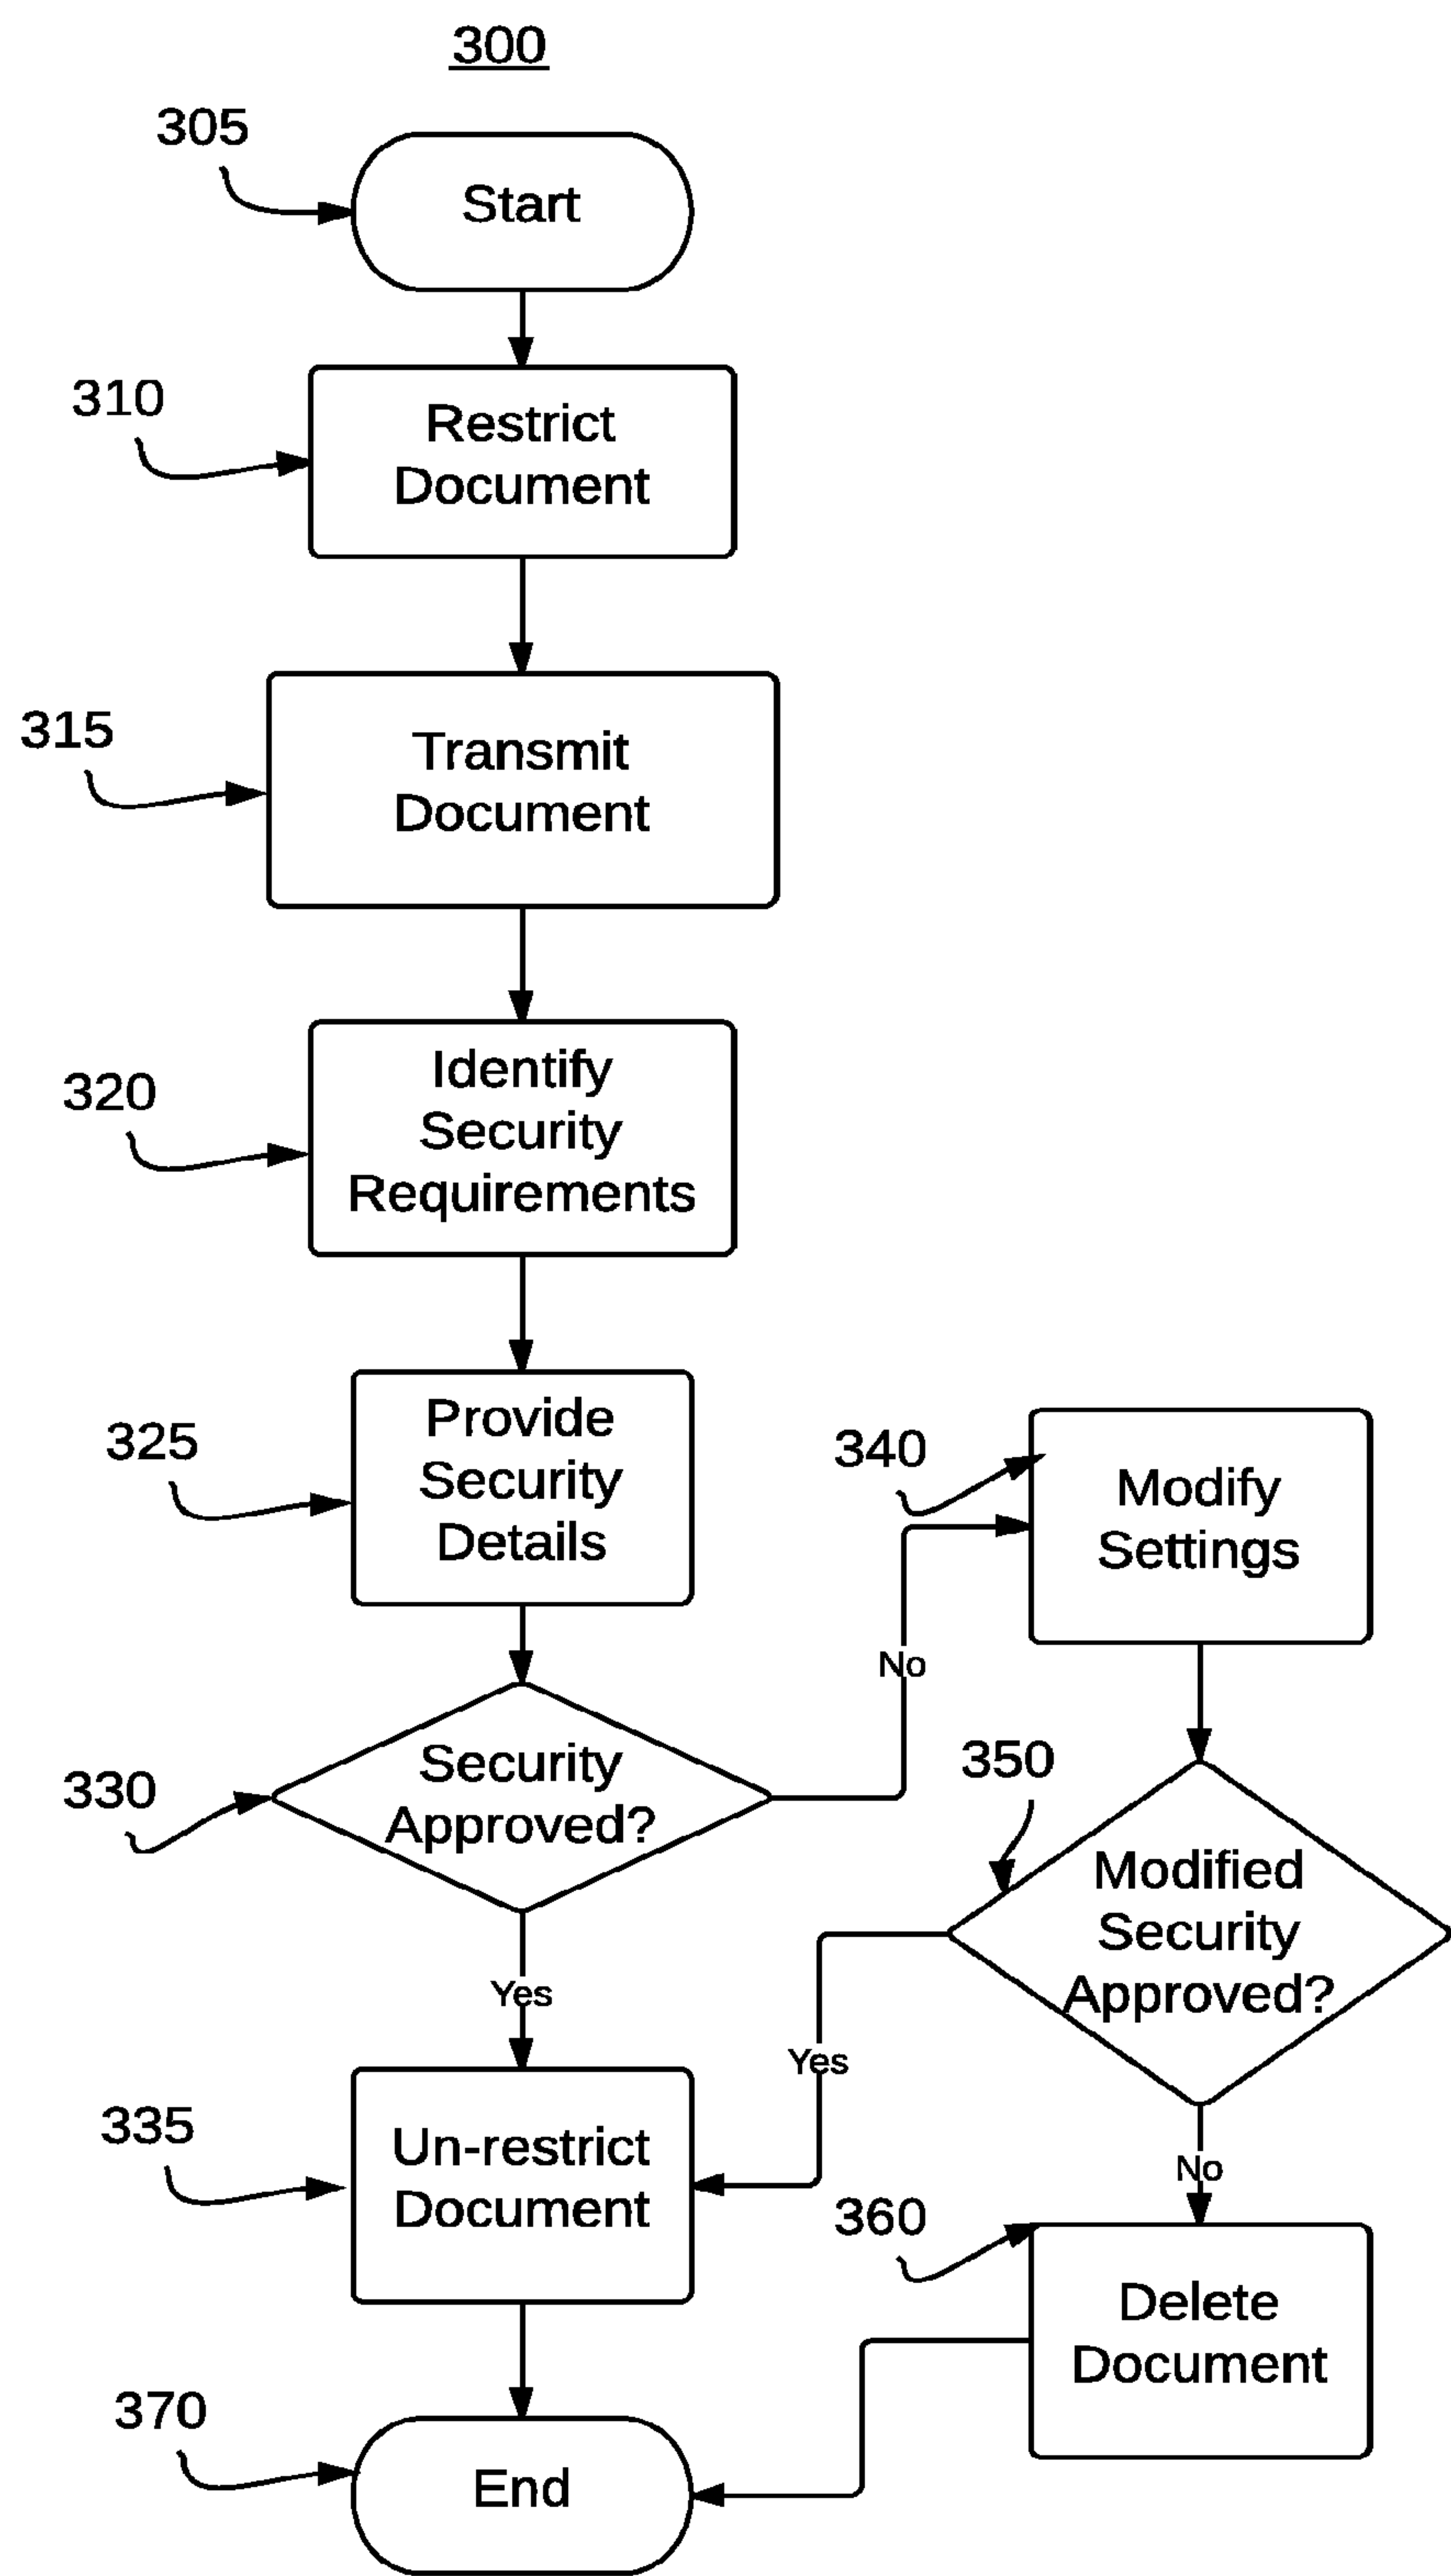 300
305
Start
310
Restrict
Document
315
Transmit
Document
320
Identify
Security
Requirements
325
Provide
Security
Details
340
Modify
Settings
No
330
Security
Approved?
350
Modified
Security
Approved?
Yes
Yes
335
Un-restrict
Document
No
360
Delete
Document
370
End